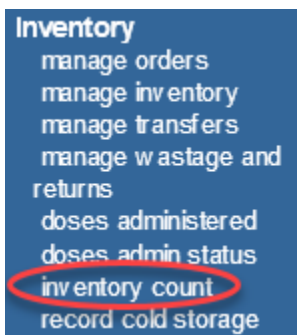 Inventory
manage orders
manage inventory
manage transfers
manage wastage and
returns
doses administered
doses admin status
inventory count
record cold storage